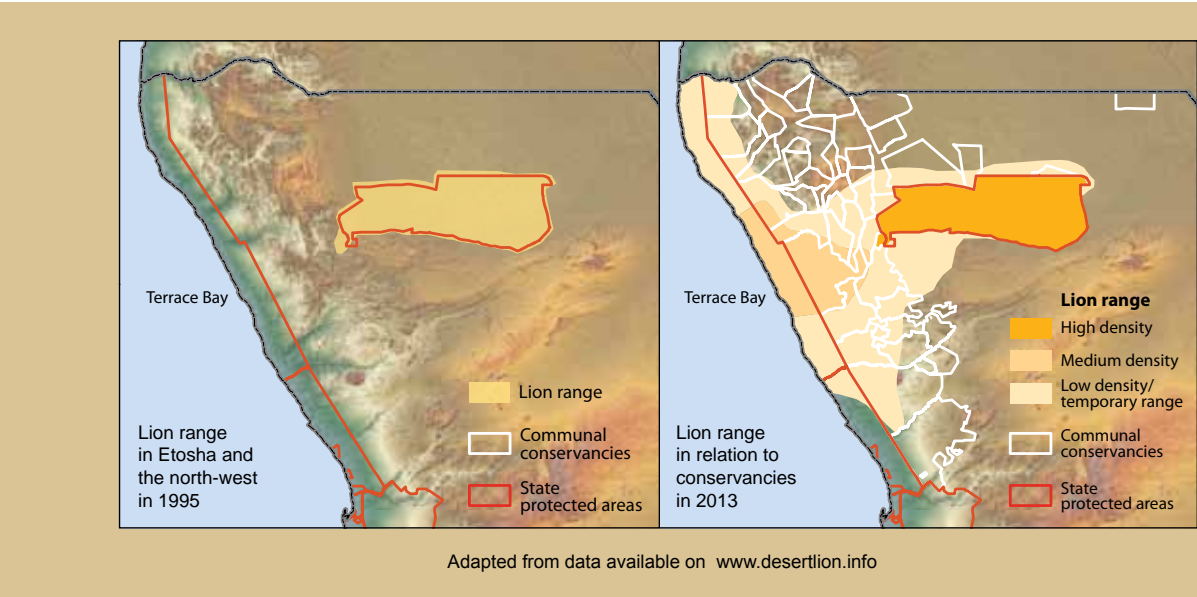 Terrace Bay
Lion range
in Etosha and
the north-west
in 1995
Lion range
Communal
conservancies
State
protected areas
Terrace Bay
Lion range
in relation to
conservancies
in 2013
Lion range
High density
Medium density
Low density/
temporary range
Communal
conservancies
State
protected areas
Adapted from data available on www.desertlion.info